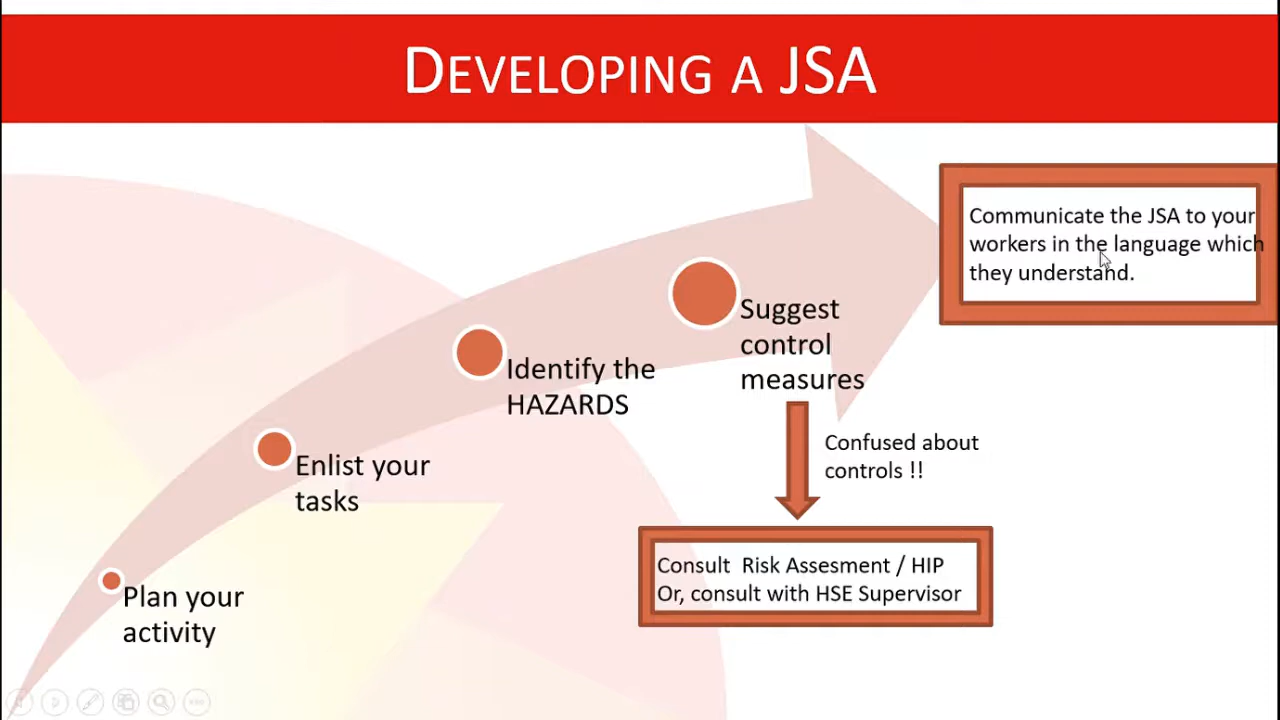 DEVELOPING A JSA
Communicate the JSA to your
workers in the language which
they understand.
Suggest
control
measures
Identify the
HAZARDS
Confused about
controls !!
Enlist your
tasks
Consult Risk Assesment / HIP
Or, consult with HSE Supervisor
Plan your
activity